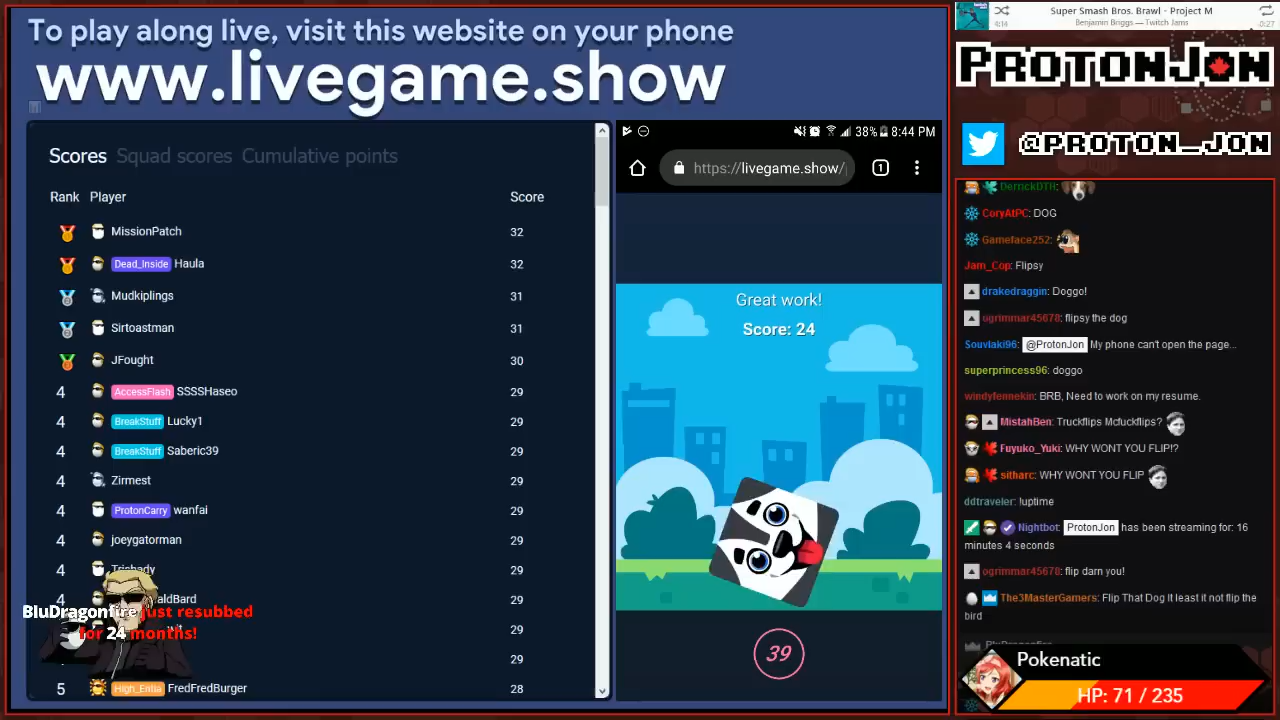 To play along live, visit this website on your phone
www.livegame.show
Scores Squad scores Cumulative points
Rank Player Score
MissionPatch 32
Dead_Inside Haula 32
Mudkiplings 31
Sirtoastman 31
JFought 30
4 AccessFlash SSSSHaseo 29
4 BreakStuff Lucky1 29
4 BreakStuff Saberic39 29
4 Zirmest 29
4 ProtonCarry wanfai 29
4 joeygatorman 29
4 29
4 aldBard 29
BluDragonfire just resubbed
for 24 months!
29
29
5 High_Entia FredFredBurger 28
38% 8:44 PM
https://livegame.show/
1
Great work!
Score: 24
39
Super Smash Bros. Brawl - Project M
Benjamin Briggs — Twitch Jams
4:14
0:27
PROTONJON
@PROTON_JON
DerrickDTH:
CoryAtPC: DOG
Gameface252:
Jam_Cop: Flipsy
drakedraggin: Doggo!
ogrimmar45678: flipsy the dog
Souvlaki96: @ProtonJon My phone can't open the page...
superprincess96: doggo
windyfennekin: BRB, Need to work on my resume.
MistahBen: Truckflips Mcfuckflips?
Fuyuko_Yuki: WHY WONT YOU FLIP!?
sitharc: WHY WONT YOU FLIP
ddtraveler: !uptime
Nightbot: ProtonJon has been streaming for: 16
minutes 4 seconds
ogrimmar45678: flip darn you!
The3MasterGamers: Flip That Dog It least it not flip the
bird
BluDragonfire
Pokenatic
HP: 71 / 235